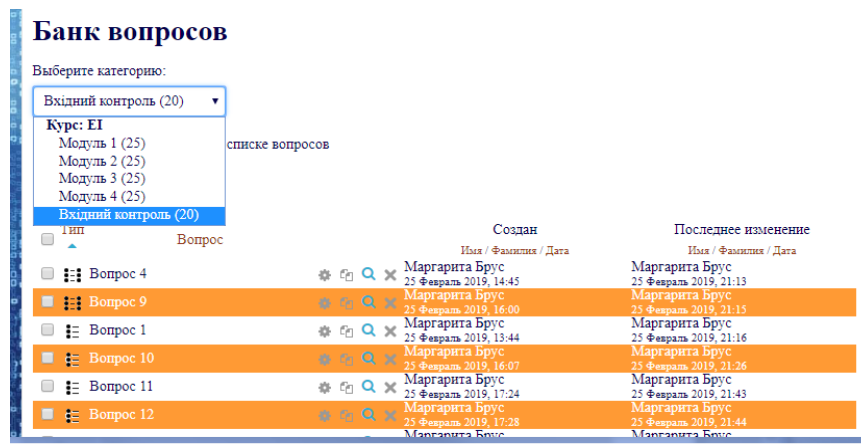 Банк вопросов
Выберите категорию:
Вхідний контроль (20)
Курс: EI
Модуль 1 (25)
списке вопросов
Модуль 2 (25)
Модуль 3 (25)
Модуль 4 (25)
Вхідний контроль (20)
Тип Вопрос Создан Последнее изменение
Имя / Фамилия / Дата Имя / Фамилия / Дата
Вопрос 4 Маргарита Брус Маргарита Брус
25 Февраль 2019, 14:45 25 Февраль 2019, 21:13
Вопрос 9 Маргарита Брус Маргарита Брус
25 Февраль 2019, 16:00 25 Февраль 2019, 21:15
Вопрос 1 Маргарита Брус Маргарита Брус
25 Февраль 2019, 13:44 25 Февраль 2019, 21:16
Вопрос 10 Маргарита Брус Маргарита Брус
25 Февраль 2019, 16:07 25 Февраль 2019, 21:26
Вопрос 11 Маргарита Брус Маргарита Брус
25 Февраль 2019, 17:24 25 Февраль 2019, 21:43
Вопрос 12 Маргарита Брус Маргарита Брус
25 Февраль 2019, 17:28 25 Февраль 2019, 21:44
Маргарита Брус Маргарита Брус